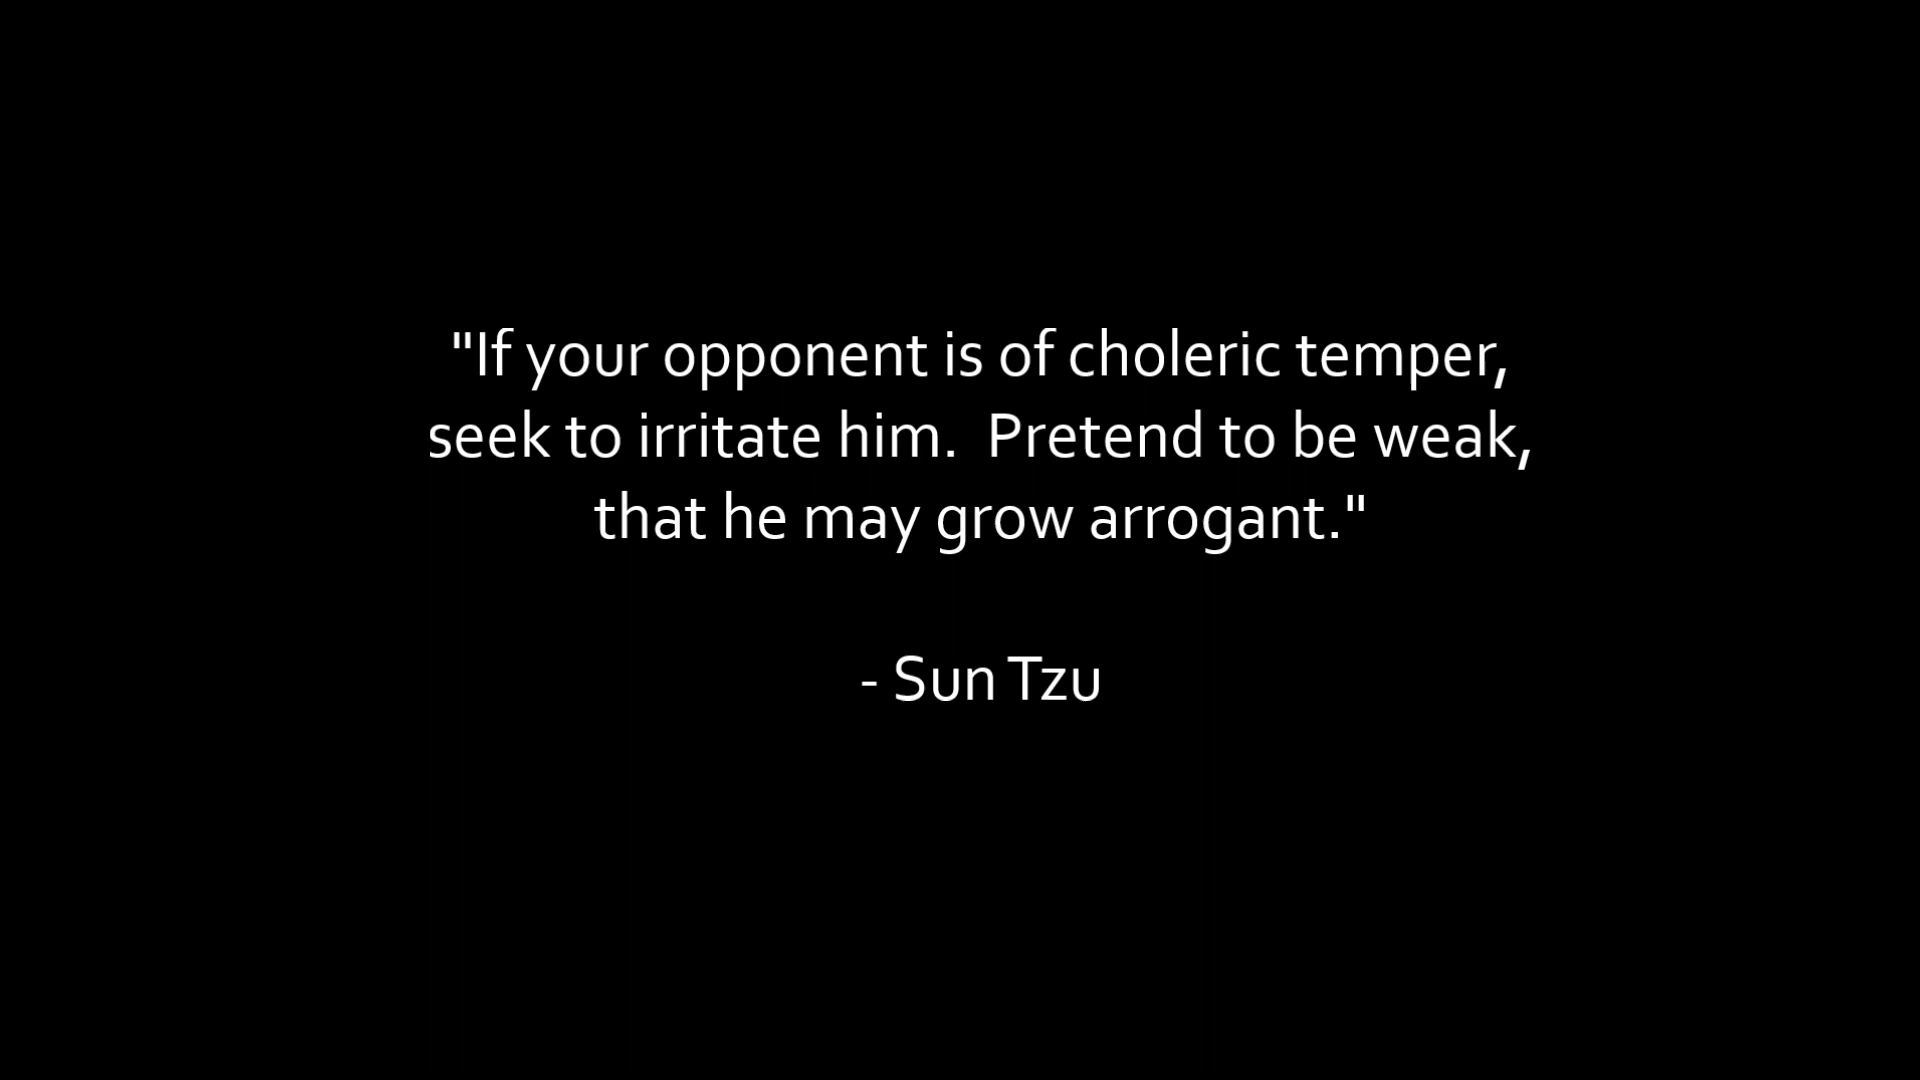 "If your opponent is of choleric temper,
seek to irritate him.  Pretend to be weak,
that he may grow arrogant."
- Sun Tzu